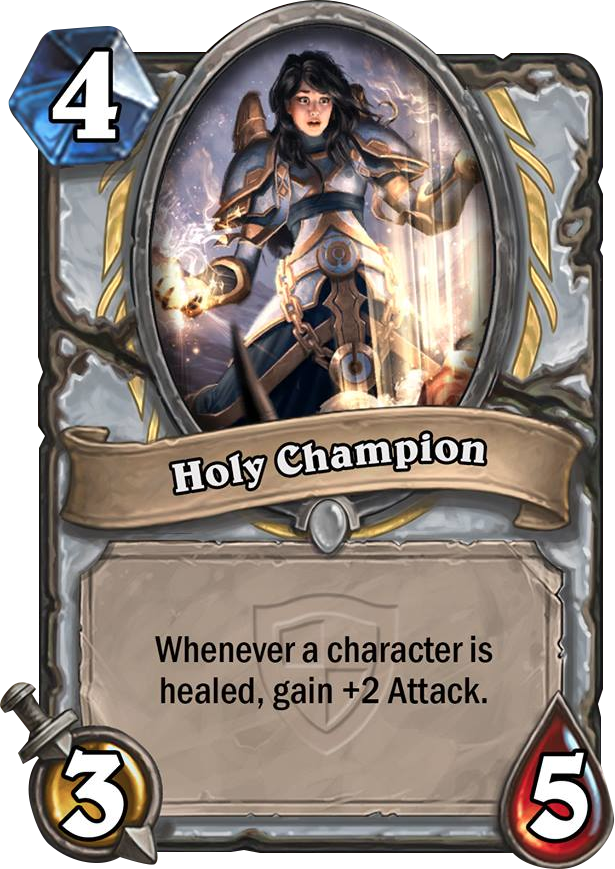 4
Holy Champion
Whenever a character is
healed, gain +2 Attack.
3
5